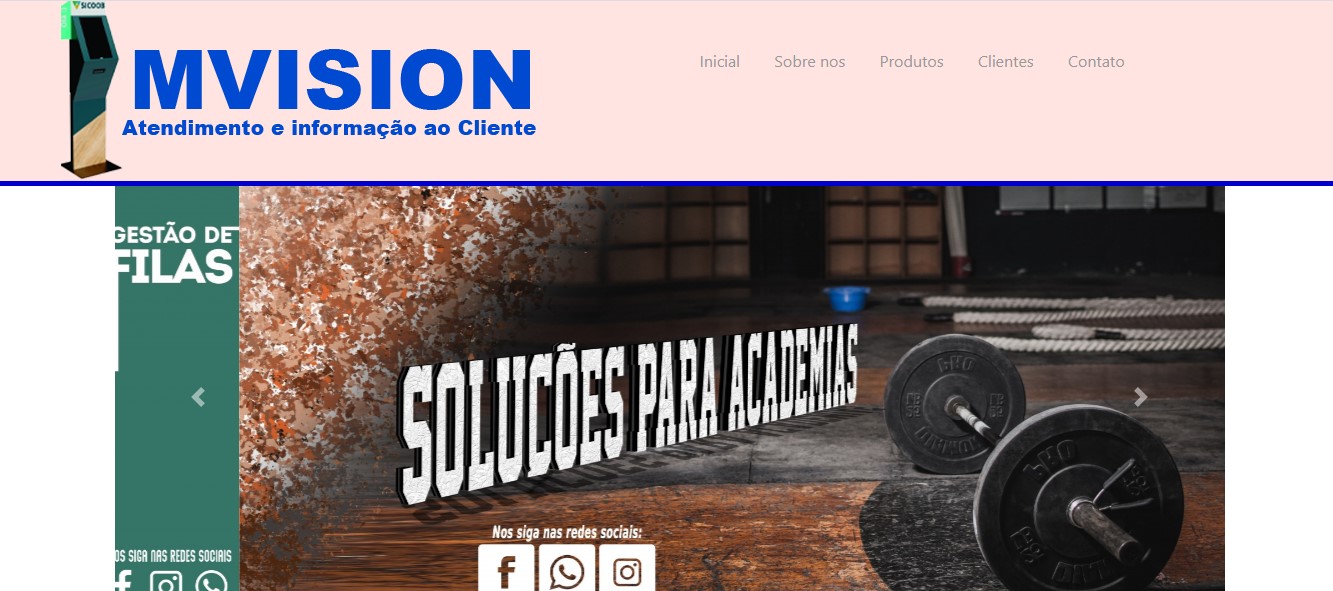 SICOOB
MVISION
Atendimento e informação ao Cliente
Inicial
Sobre nos
Produtos
Clientes
Contato
GESTÃO DE
FILAS
SOLUÇÕES PARA ACADEMIAS
OS SIGA NAS REDES SOCIAIS
Nos siga nas redes sociais: